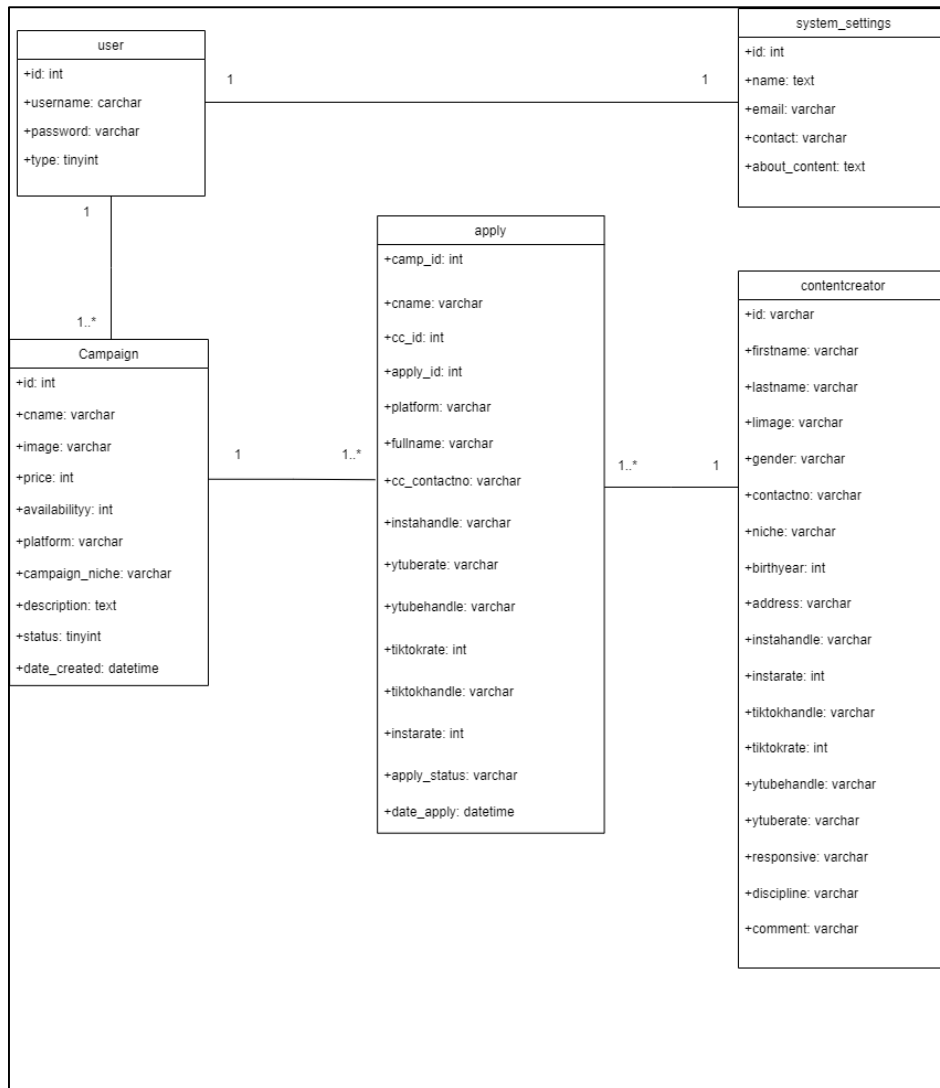 user
+id: int
+username: carchar
+password: varchar
+type: tinyint
system_settings
+id: int
+name: text
+email: varchar
+contact: varchar
+about_content: text
1
1
1
1..*
Campaign
+id: int
+cname: varchar
+image: varchar
+price: int
+availabilityy: int
+platform: varchar
+campaign_niche: varchar
+description: text
+status: tinyint
+date_created: datetime
1
1..*
apply
+camp_id: int
+cname: varchar
+cc_id: int
+apply_id: int
+platform: varchar
+fullname: varchar
+cc_contactno: varchar
+instahandle: varchar
+ytuberate: varchar
+ytubehandle: varchar
+tiktokrate: int
+tiktokhandle: varchar
+instarate: int
+apply_status: varchar
+date_apply: datetime
1..*
1
contentcreator
+id: varchar
+firstname: varchar
+lastname: varchar
+limage: varchar
+gender: varchar
+contactno: varchar
+niche: varchar
+birthyear: int
+address: varchar
+instahandle: varchar
+instarate: int
+tiktokhandle: varchar
+tiktokrate: int
+ytubehandle: varchar
+ytuberate: varchar
+responsive: varchar
+discipline: varchar
+comment: varchar